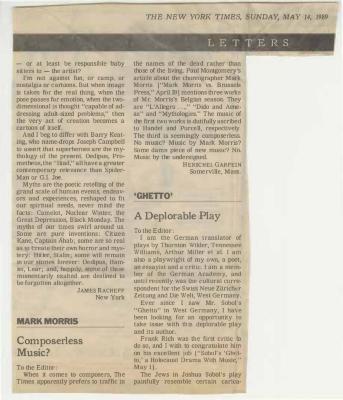 THE NEW YORK TIMES, SUNDAY, MAY 14, 1989
LETTERS
— or at least be responsible baby
sitters to — the artist?
I'm not against fun, or camp, or
nostalgia or cartoons. But when image
is taken for the real thing, when the
pose passes for emotion, when the two-
dimensional is thought "capable of ad-
dressing adult-sized problems," then
the very act of creation becomes a
cartoon of itself.
And I beg to differ with Barry Keat-
ing, who name-drops Joseph Campbell
to assert that superheroes are the my-
thology of the present. Oedipus, Pro-
metheus, the "Iliad," all have a greater
contemporary relevance than Spider-
Man or G.I. Joe.
Myths are the poetic retelling of the
grand scale of human events, endeav-
ors and experiences, reshaped to fit
our spiritual needs, never mind the
facts: Camelot, Nuclear Winter, the
Great Depression, Black Monday. The
myths of our times swirl around us.
Some are pure inventions: Citizen
Kane, Captain Ahab; some are so real
as to create their own horror and mys-
tery: Hitler, Stalin; some will remain
in our stories forever: Oedipus, Ham-
let, Lear; and, happily, some of these
momentarily exalted are destined to
be forgotten altogether.
JAMES RACHEFF
New York
MARK MORRIS
Composerless
Music?
To the Editor:
When it comes to composers, The
Times apparently prefers to traffic in
the names of the dead rather than
those of the living. Paul Montgomery's
article about the choreographer Mark
Morris ["Mark Morris vs. Brussels
Press," April 30] mentions three works
of Mr. Morris's Belgian season. They
are "L'Allegro . . .," "Dido and Aene-
as" and "Mythologies." The music of
the first two works is dutifully ascribed
to Handel and Purcell, respectively.
The third is seemingly composerless.
No music? Music by Mark Morris?
Some damn piece of new music? No.
Music by the undersigned.
HERSCHEL GARFEIN
Somerville, Mass.
'GHETTO'
A Deplorable Play
To the Editor:
I am the German translator of
plays by Thornton Wilder, Tennessee
Williams, Arthur Miller et al. I am
also a playwright of my own, a poet,
an essayist and a critic. I am a mem-
ber of the German Academy, and
until recently was the cultural corre-
spondent for the Swiss Neue Züricher
Zeitung and Die Welt, West Germany.
Ever since I saw Mr. Sobol's
"Ghetto" in West Germany, I have
been looking for an opportunity to
take issue with this deplorable play
and its author.
Frank Rich was the first critic to
do so, and I wish to congratulate him
on his excellent job ["Sobol's 'Ghet-
to,' a Holocaust Drama With Music,"
May 1].
The Jews in Joshua Sobol's play
painfully resemble certain carica-